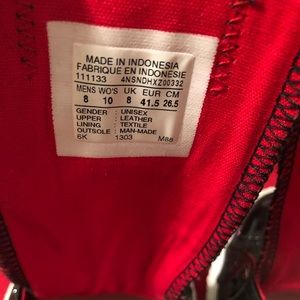 MADE IN INDONESIA
FABRIQUE EN INDONESIE
111133 4NSNDHXZ00332
MENS WO'S UK EUR CM
8 10 8 41.5 26.5
GENDER : UNISEX
UPPER : LEATHER
LINING : TEXTILE
OUTSOLE : MAN-MADE
6K 1303 M88